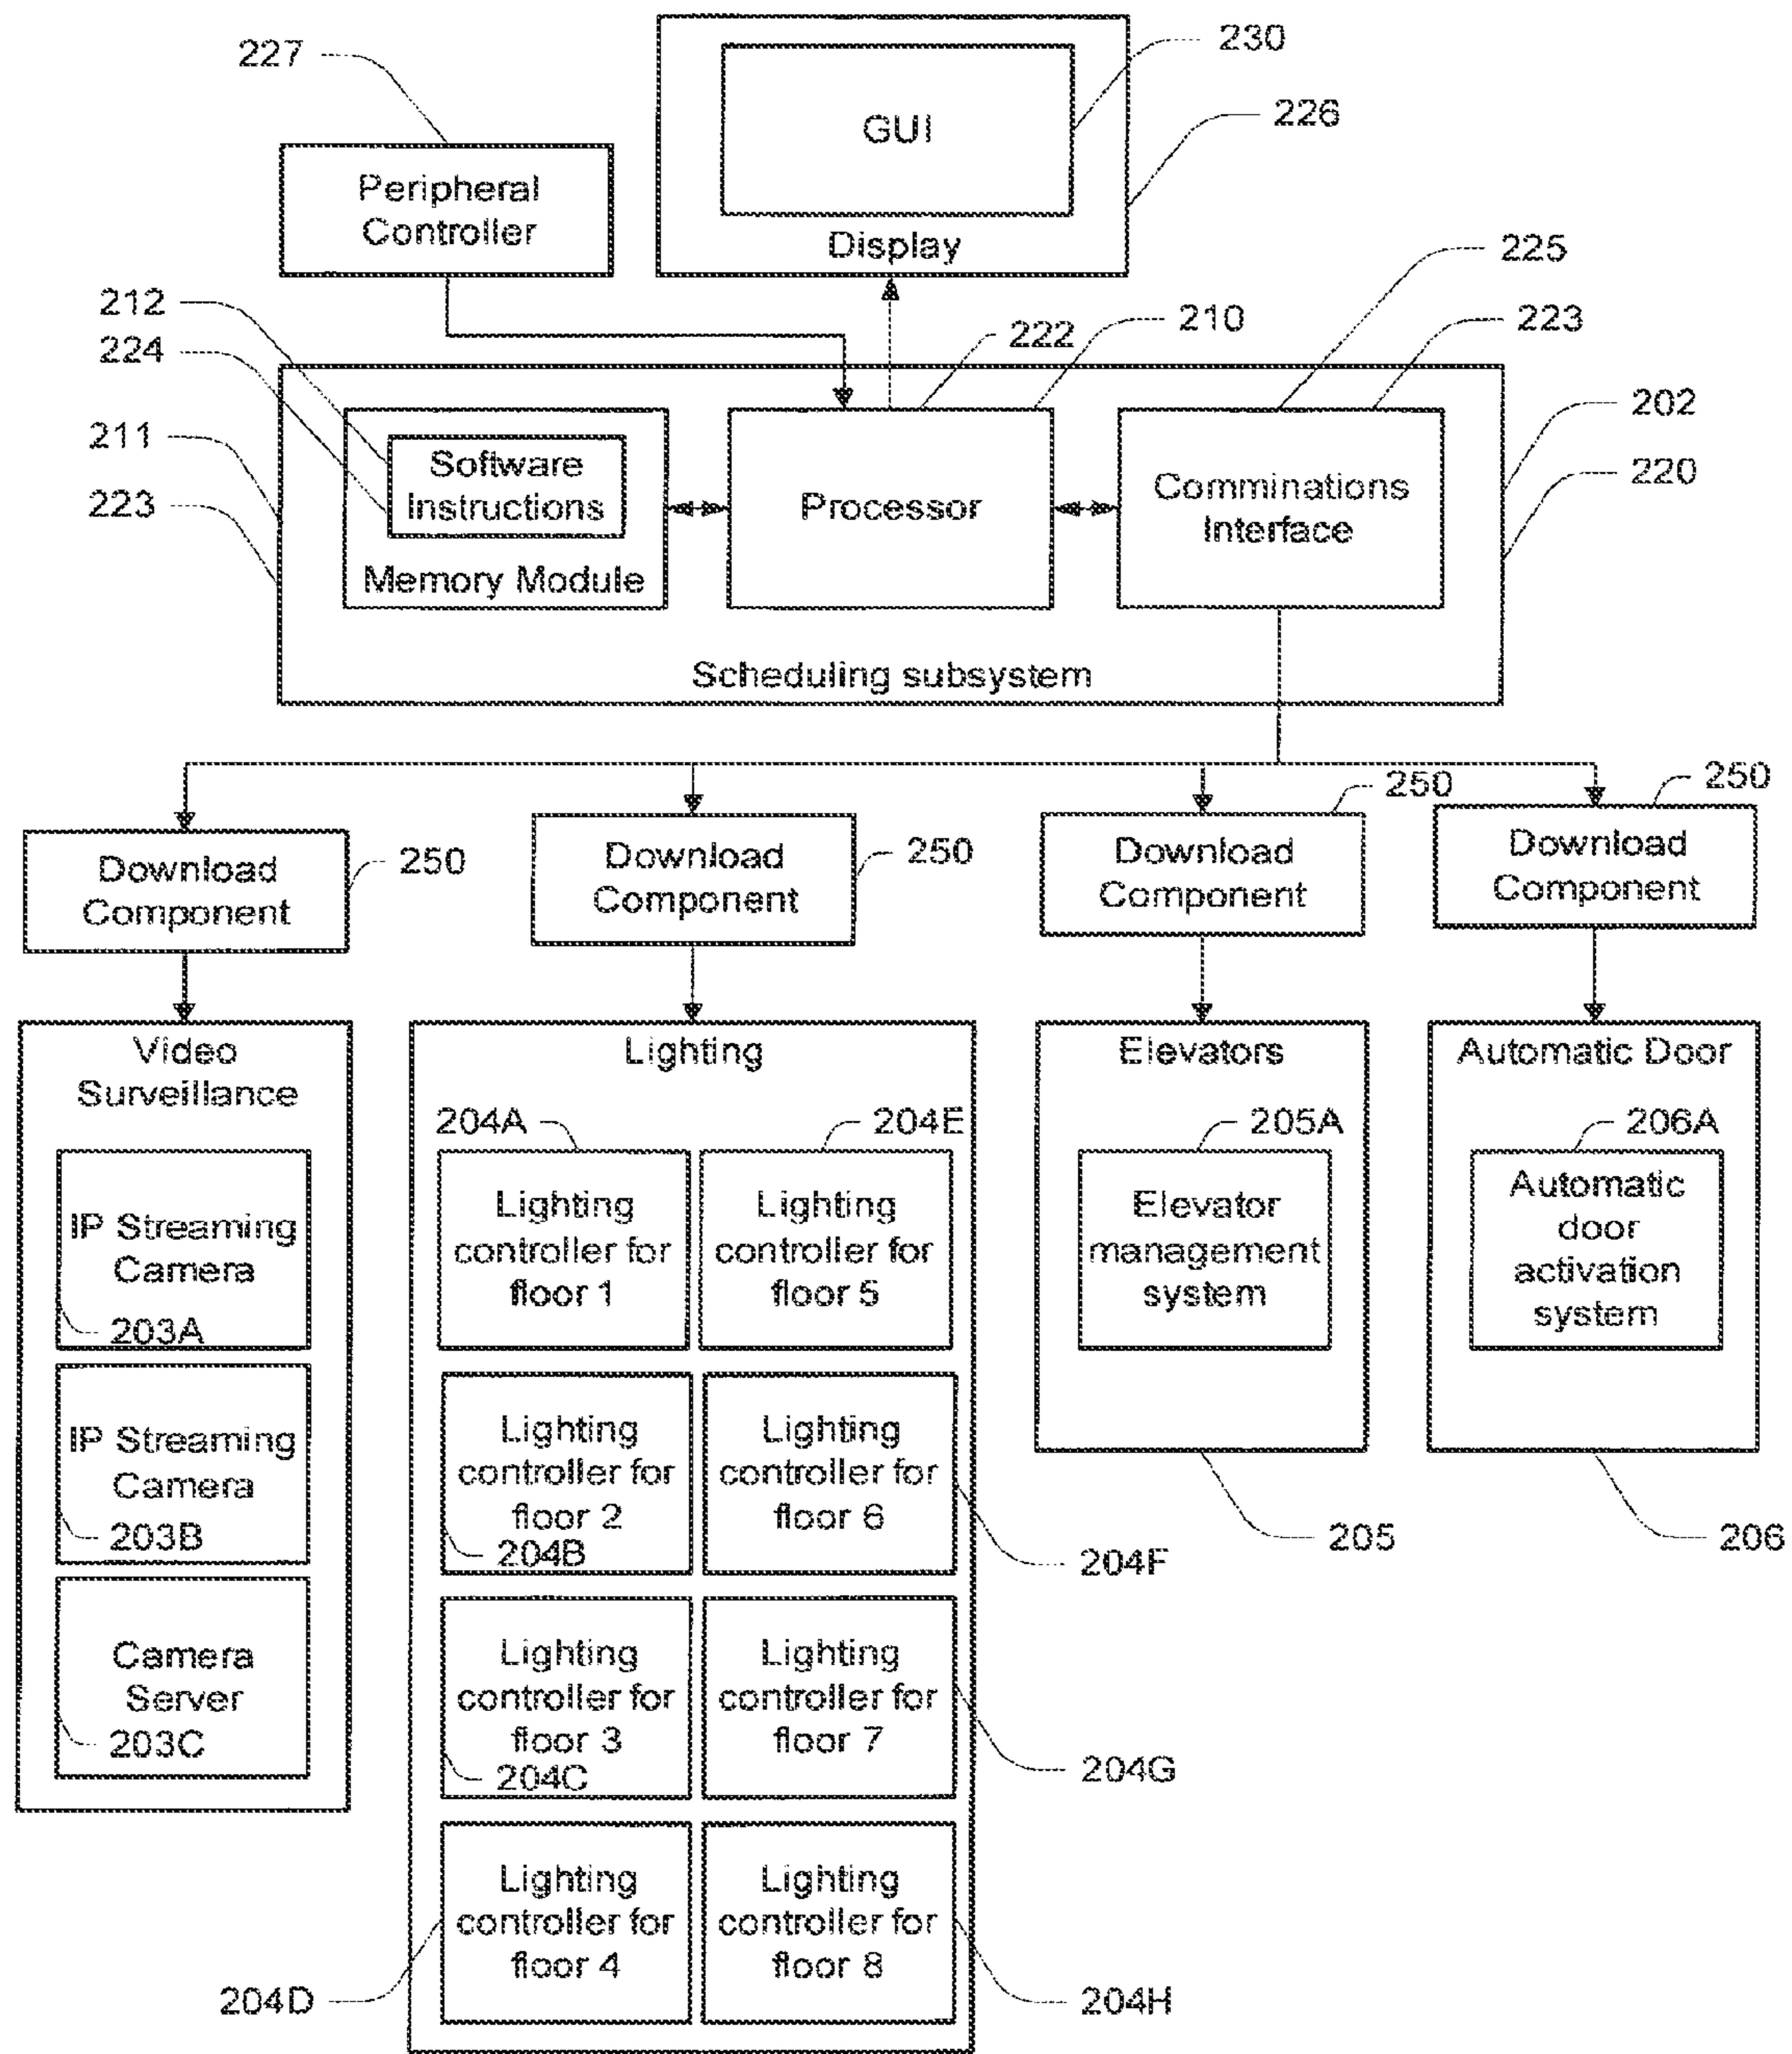 227
230
GUI
226
Peripheral
Controller
Display
225
212
222
210
223
224
202
211
Software
Instructions
Comminations
Interface
220
223
Processor
Memory Module
Scheduling subsystem
250
250
Download
Component
250
Download
Component
250
Download
Component
Download
Component
Video
Surveillance
Lighting
Elevators
Automatic Door
204A
204E
205A
206A
IP Streaming
Camera
203A
Lighting
controller for
floor 1
Lighting
controller for
floor 5
Elevator
management
system
Automatic
door
activation
system
IP Streaming
Camera
203B
Lighting
controller for
floor 2
204B
Lighting
controller for
floor 6
205
206
204F
Camera
Server
203C
Lighting
controller for
floor 3
204C
Lighting
controller for
floor 7
204G
Lighting
controller for
floor 4
Lighting
controller for
floor 8
204D
204H